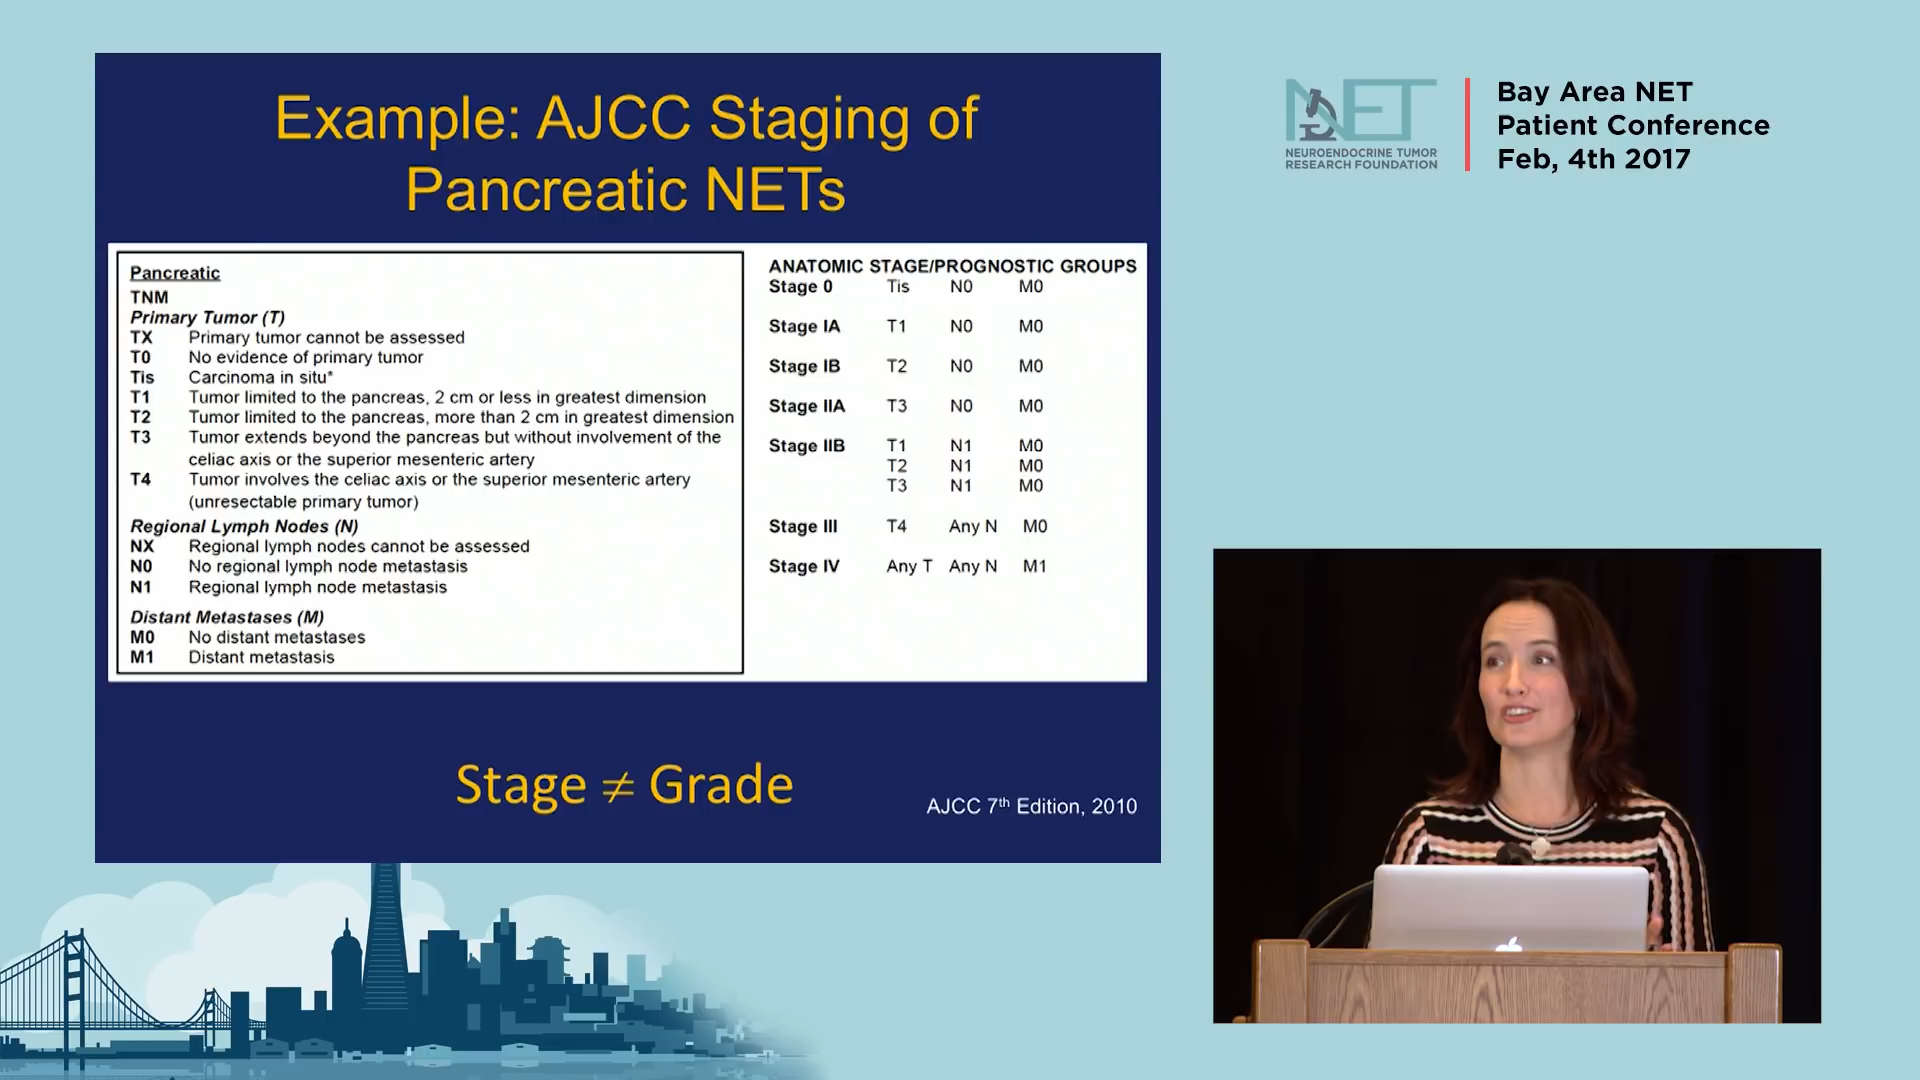 Example: AJCC Staging of
Pancreatic NETs
Pancreatic
TNM
Primary Tumor (T)
TX Primary tumor cannot be assessed
T0 No evidence of primary tumor
Tis Carcinoma in situ*
T1 Tumor limited to the pancreas, 2 cm or less in greatest dimension
T2 Tumor limited to the pancreas, more than 2 cm in greatest dimension
T3 Tumor extends beyond the pancreas but without involvement of the
celiac axis or the superior mesenteric artery
T4 Tumor involves the celiac axis or the superior mesenteric artery
(unresectable primary tumor)
Regional Lymph Nodes (N)
NX Regional lymph nodes cannot be assessed
N0 No regional lymph node metastasis
N1 Regional lymph node metastasis
Distant Metastases (M)
M0 No distant metastases
M1 Distant metastasis
ANATOMIC STAGE/PROGNOSTIC GROUPS
Stage 0 Tis N0 M0
Stage IA T1 N0 M0
Stage IB T2 N0 M0
Stage IIA T3 N0 M0
Stage IIB T1 N1 M0
T2 N1 M0
T3 N1 M0
Stage III T4 Any N M0
Stage IV Any T Any N M1
Stage ≠ Grade
AJCC 7th Edition, 2010
NET
NEUROENDOCRINE TUMOR
RESEARCH FOUNDATION
Bay Area NET
Patient Conference
Feb, 4th 2017